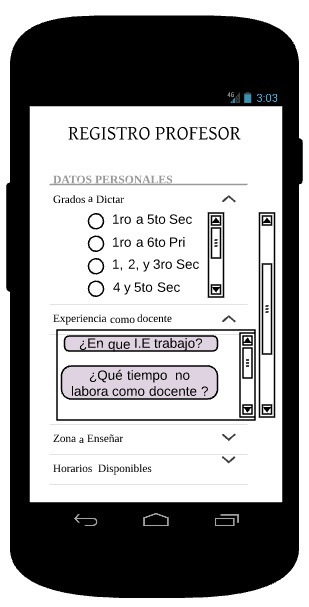 4G 3:03
REGISTRO PROFESOR
DATOS PERSONALES
Grados a Dictar
1ro a 5to Sec
1ro a 6to Pri
1, 2, y 3ro Sec
4 y 5to Sec
Experiencia como docente
¿En que I.E trabajo?
¿Qué tiempo no
labora como docente ?
Zona a Enseñar
Horarios Disponibles